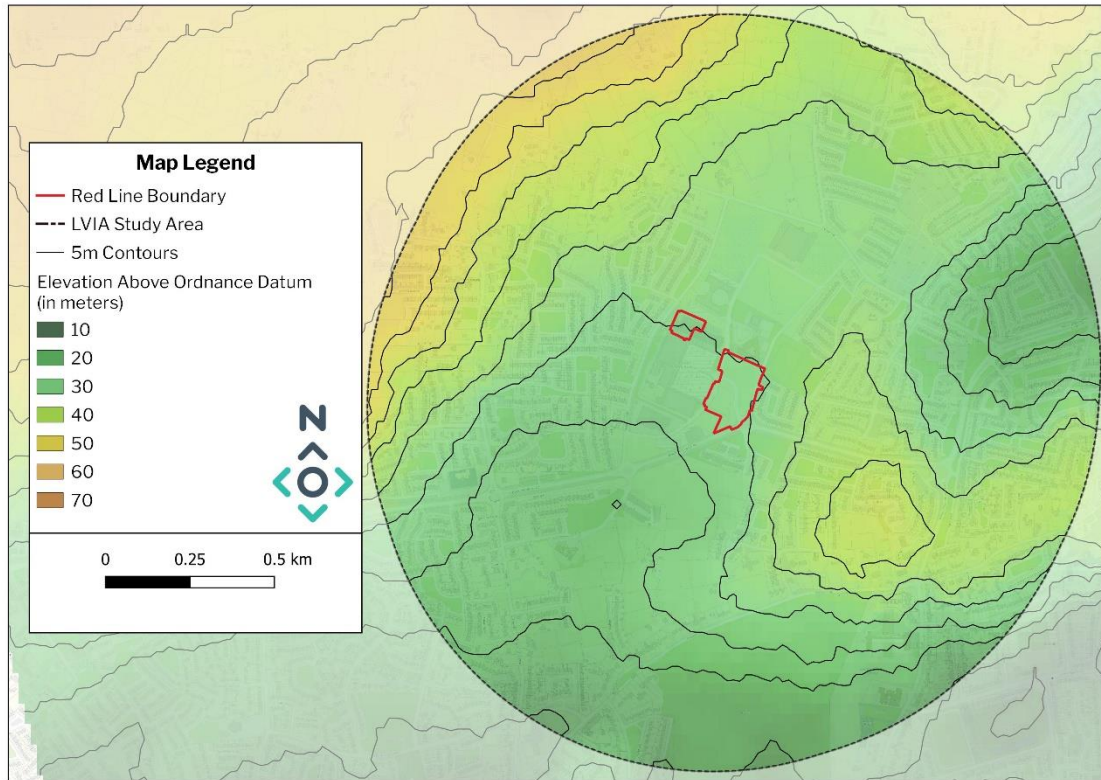 Map Legend
Red Line Boundary
LVIA Study Area
5m Contours
Elevation Above Ordnance Datum
(in meters)
10
20
30
40
50
60
70
N
0 0.25 0.5 km